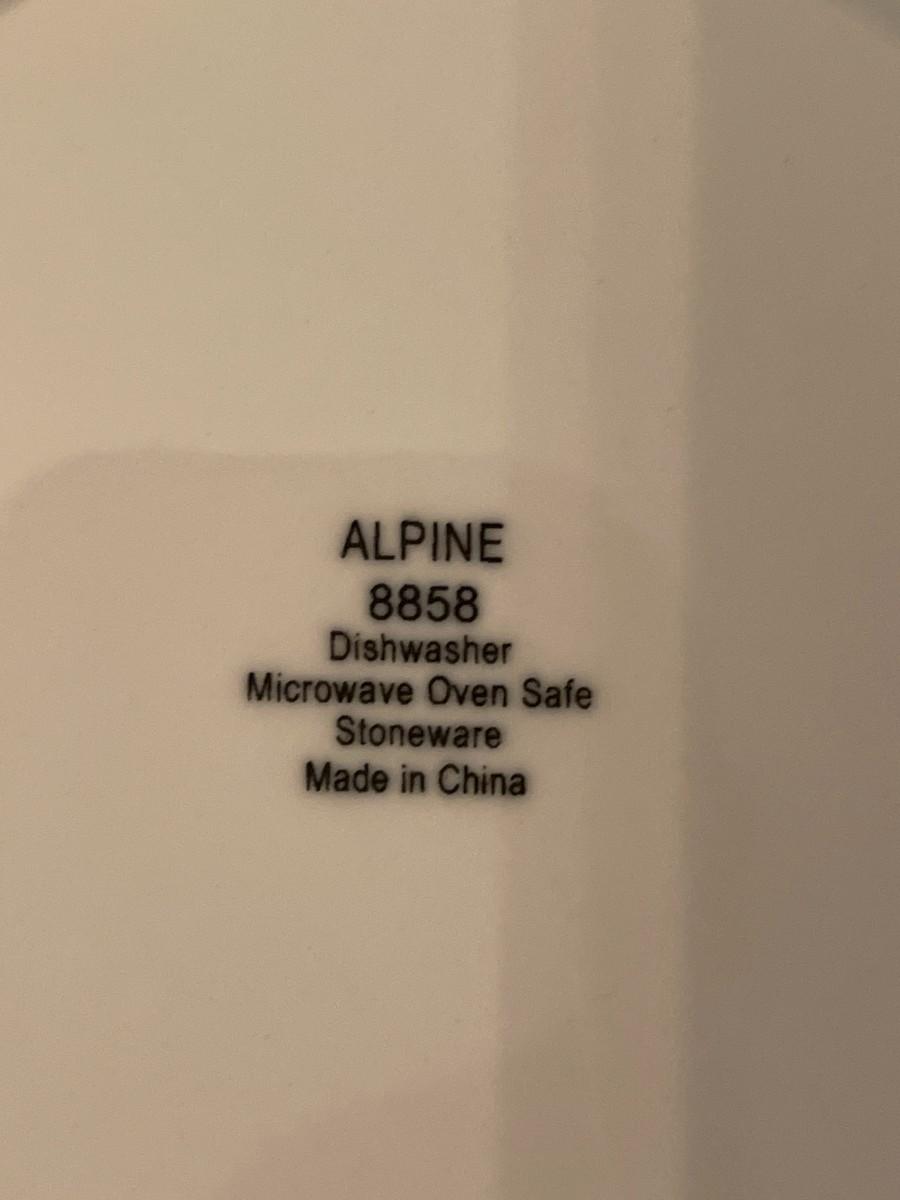 ALPINE
8858
Dishwasher
Microwave Oven Safe
Stoneware
Made in China